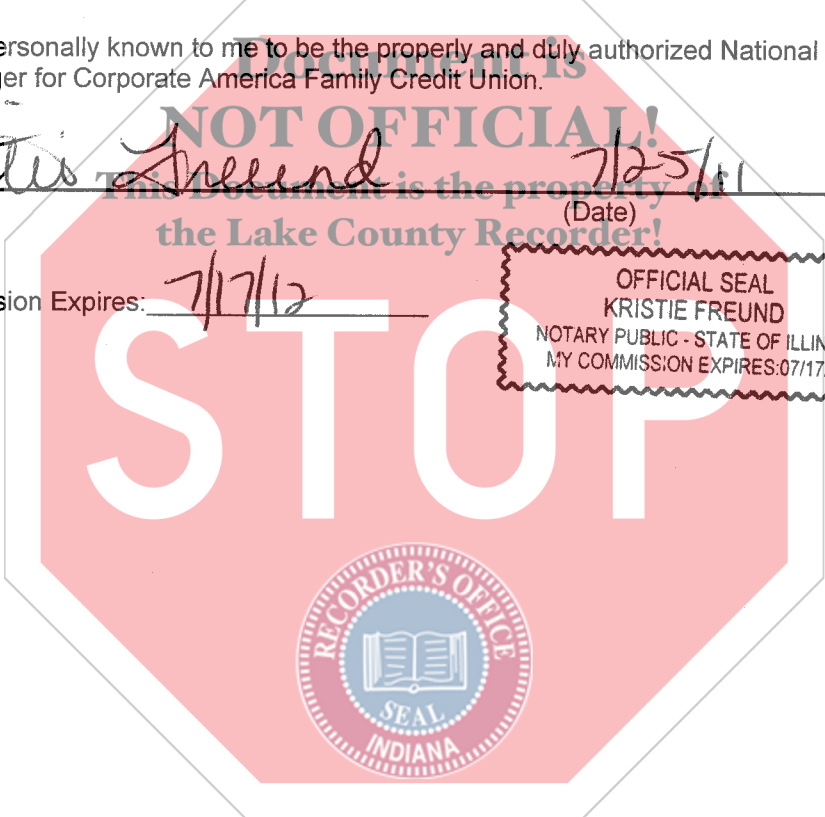 ersonally known to me to be the properly and duly authorized National
er for Corporate America Family Credit Union.
Document is
NOT OFFICIAL!
This Document is the property of
the Lake County Recorder!
Freund 7/25/11
(Date)
sion Expires: 7/17/12
OFFICIAL SEAL
KRISTIE FREUND
NOTARY PUBLIC - STATE OF ILLIN
MY COMMISSION EXPIRES:07/17
STOP
RECORDER'S OFFICE
SEAL
INDIANA